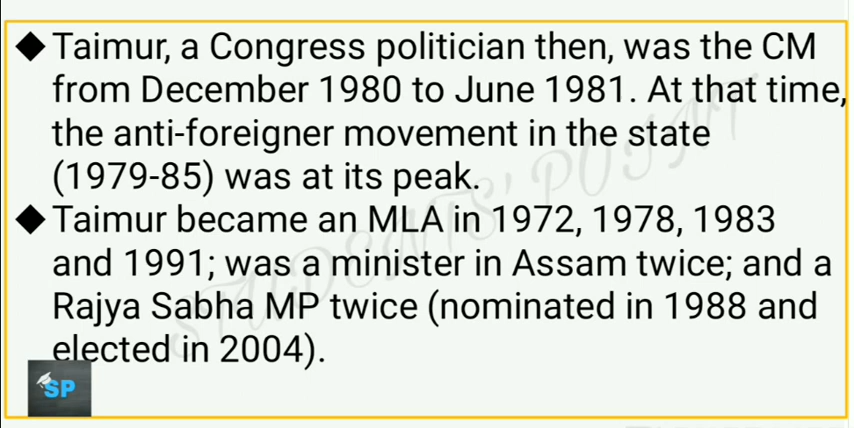 ◆ Taimur, a Congress politician then, was the CM
from December 1980 to June 1981. At that time,
the anti-foreigner movement in the state
(1979-85) was at its peak.
◆ Taimur became an MLA in 1972, 1978, 1983
and 1991; was a minister in Assam twice; and a
Rajya Sabha MP twice (nominated in 1988 and
elected in 2004).
STUDENTS' POINT
SP